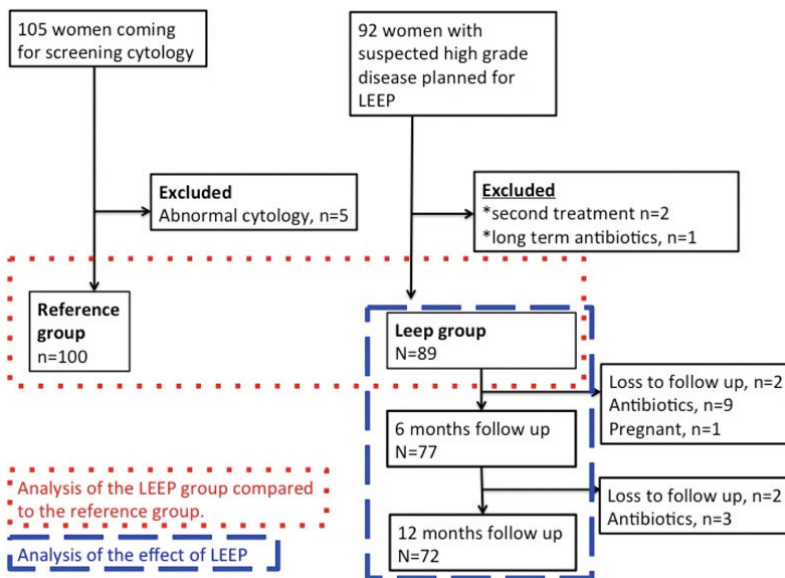 105 women coming
for screening cytology
92 women with
suspected high grade
disease planned for
LEEP
Excluded
Abnormal cytology, n=5
Excluded
*second treatment n=2
*long term antibiotics, n=1
Reference
group
n=100
Leep group
N=89
Loss to follow up, n=2
Antibiotics, n=9
Pregnant, n=1
6 months follow up
N=77
Loss to follow up, n=2
Antibiotics, n=3
12 months follow up
N=72
Analysis of the LEEP group compared
to the reference group.
Analysis of the effect of LEEP